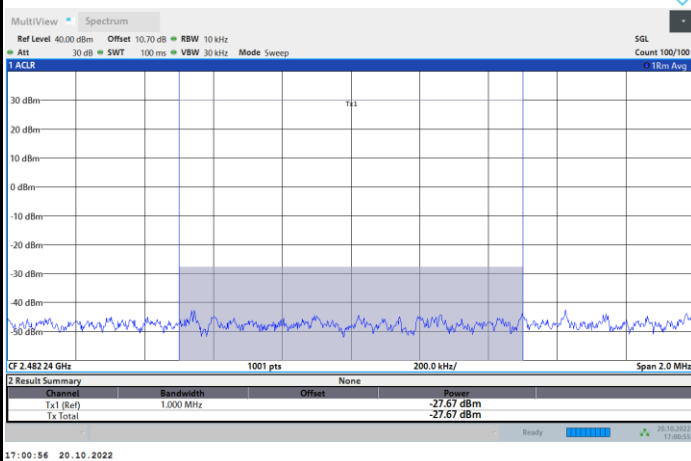 MultiView Spectrum
Ref Level 40.00 dBm Offset 10.70 dB RBW 10 kHz SGL
Att 30 dB SWT 100 ms VBW 30 kHz Mode Sweep Count 100/100
1 ACLR 1Rm Avg
Tx1
30 dBm
20 dBm
10 dBm
0 dBm
-10 dBm
-20 dBm
-30 dBm
-40 dBm
-50 dBm
CF 2.482 24 GHz 1001 pts 200.0 kHz/ Span 2.0 MHz
2 Result Summary None
Channel Bandwidth Offset Power
Tx1 (Ref) 1.000 MHz -27.67 dBm
Tx Total -27.67 dBm
Ready 20.10.2022
17:00:55
17:00:56 20.10.2022